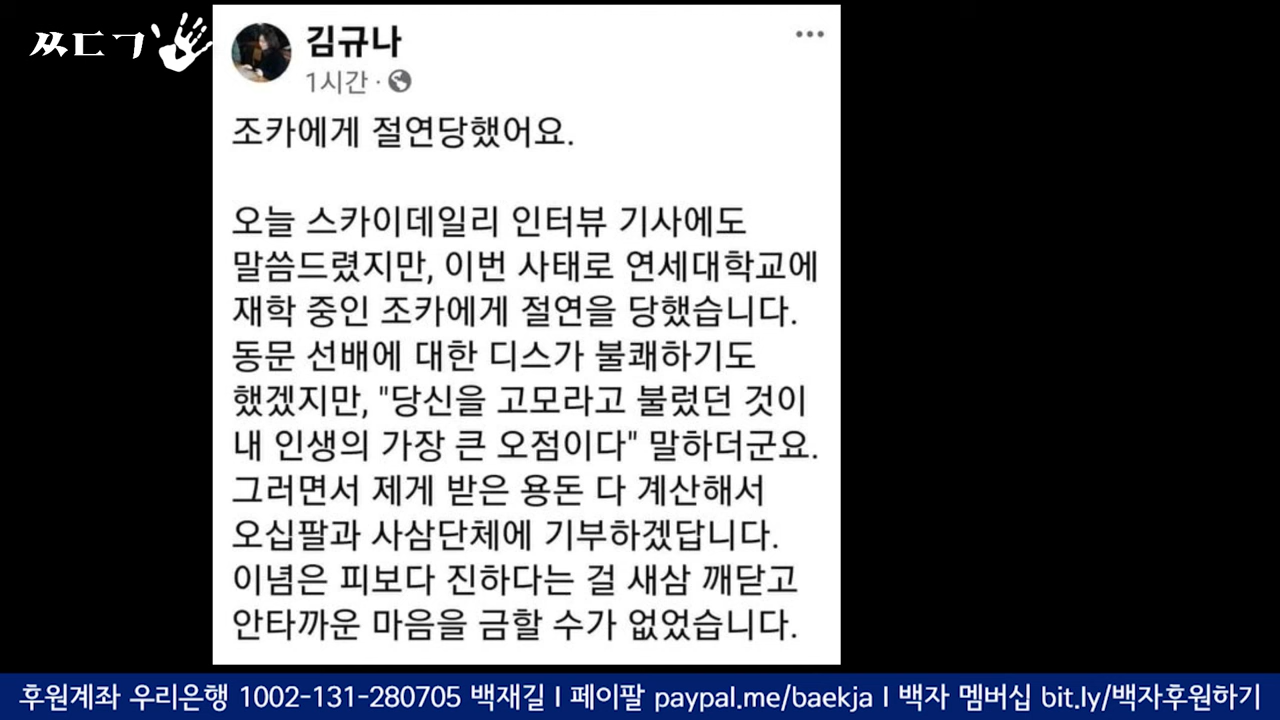 ㅆㄷㄱ
김규나
1시간 ·
조카에게 절연당했어요.
오늘 스카이데일리 인터뷰 기사에도
말씀드렸지만, 이번 사태로 연세대학교에
재학 중인 조카에게 절연을 당했습니다.
동문 선배에 대한 디스가 불쾌하기도
했겠지만, "당신을 고모라고 불렀던 것이
내 인생의 가장 큰 오점이다" 말하더군요.
그러면서 제게 받은 용돈 다 계산해서
오십팔과 사삼단체에 기부하겠답니다.
이념은 피보다 진하다는 걸 새삼 깨닫고
안타까운 마음을 금할 수가 없었습니다.
후원계좌 우리은행 1002-131-280705 백재길 I 페이팔 paypal.me/baekja I 백자 멤버십 bit.ly/백자후원하기